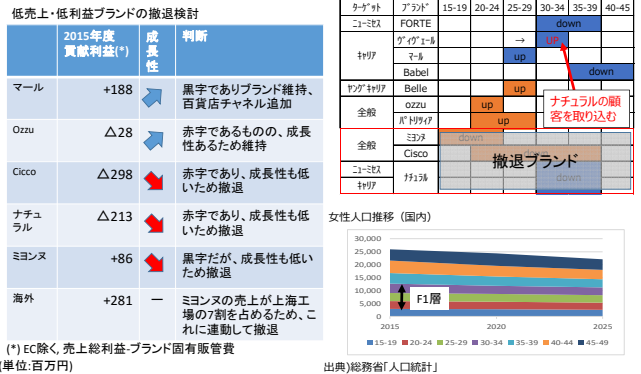 低売上・低利益ブランドの撤退検討
2015年度
貢献利益(*)
成
長
性
判断
マール
+188
黒字でありブランド維持、
百貨店チャネル追加
Ozzu
△28
赤字であるものの、成長
性あるため維持
Cicco
△298
赤字であり、成長性も低
いため撤退
ナチュ
ラル
△213
赤字であり、成長性も低
いため撤退
ミヨンヌ
+86
黒字だが、成長性も低い
ため撤退
海外
+281
ー
ミヨンヌの売上が上海工
場の7割を占めるため、こ
れに連動して撤退
(*) EC除く, 売上総利益-ブランド固有販管費
(単位:百万円)
ターゲット ブランド 15-19 20-24 25-29 30-34 35-39 40-45
ニューミセス FORTE down
キャリア
ヴィヴェール → UP
マール up
Babel down
ヤングキャリア Belle up
全般
ozzu up
パトリティア up
ナチュラルの顧
客を取り込む
全般
ミヨンヌ down
Cisco down
ニューミセス
キャリア
ナチュラル down
撤退ブランド
女性人口推移（国内）
30,000
25,000
20,000
15,000
10,000
5,000
0
F1層
2015 2020 2025
15-19 20-24 25-29 30-34 35-39 40-44 45-49
出典)総務省「人口統計」